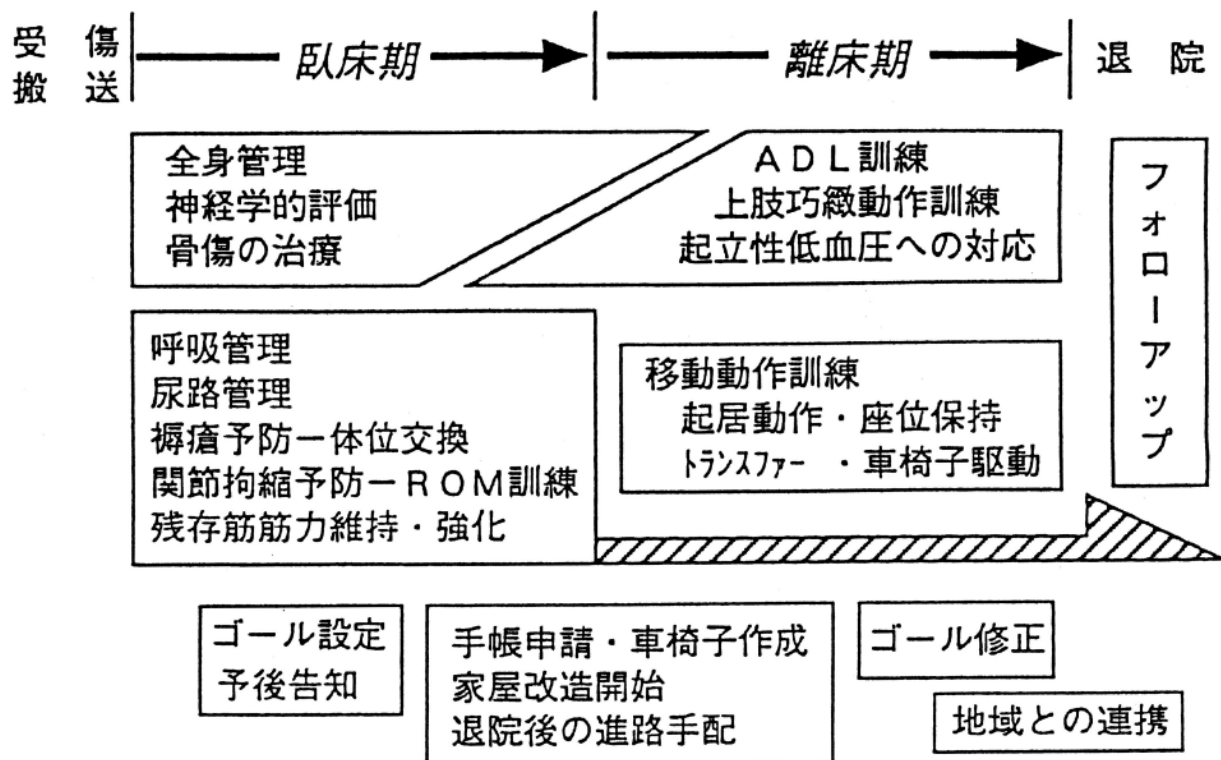 受傷
搬送
臥床期
離床期
退院
全身管理
神経学的評価
骨傷の治療
ADL訓練
上肢巧緻動作訓練
起立性低血圧への対応
フォローアップ
呼吸管理
尿路管理
褥瘡予防ー体位交換
関節拘縮予防ーROM訓練
残存筋筋力維持・強化
移動動作訓練
起居動作・座位保持
トランスファー・車椅子駆動
ゴール設定
予後告知
手帳申請・車椅子作成
家屋改造開始
退院後の進路手配
ゴール修正
地域との連携